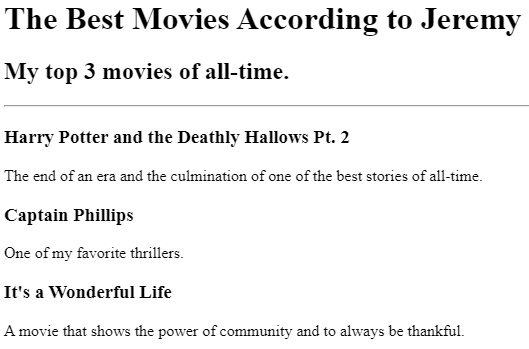 The Best Movies According to Jeremy
My top 3 movies of all-time.
Harry Potter and the Deathly Hallows Pt. 2
The end of an era and the culmination of one of the best stories of all-time.
Captain Phillips
One of my favorite thrillers.
It's a Wonderful Life
A movie that shows the power of community and to always be thankful.